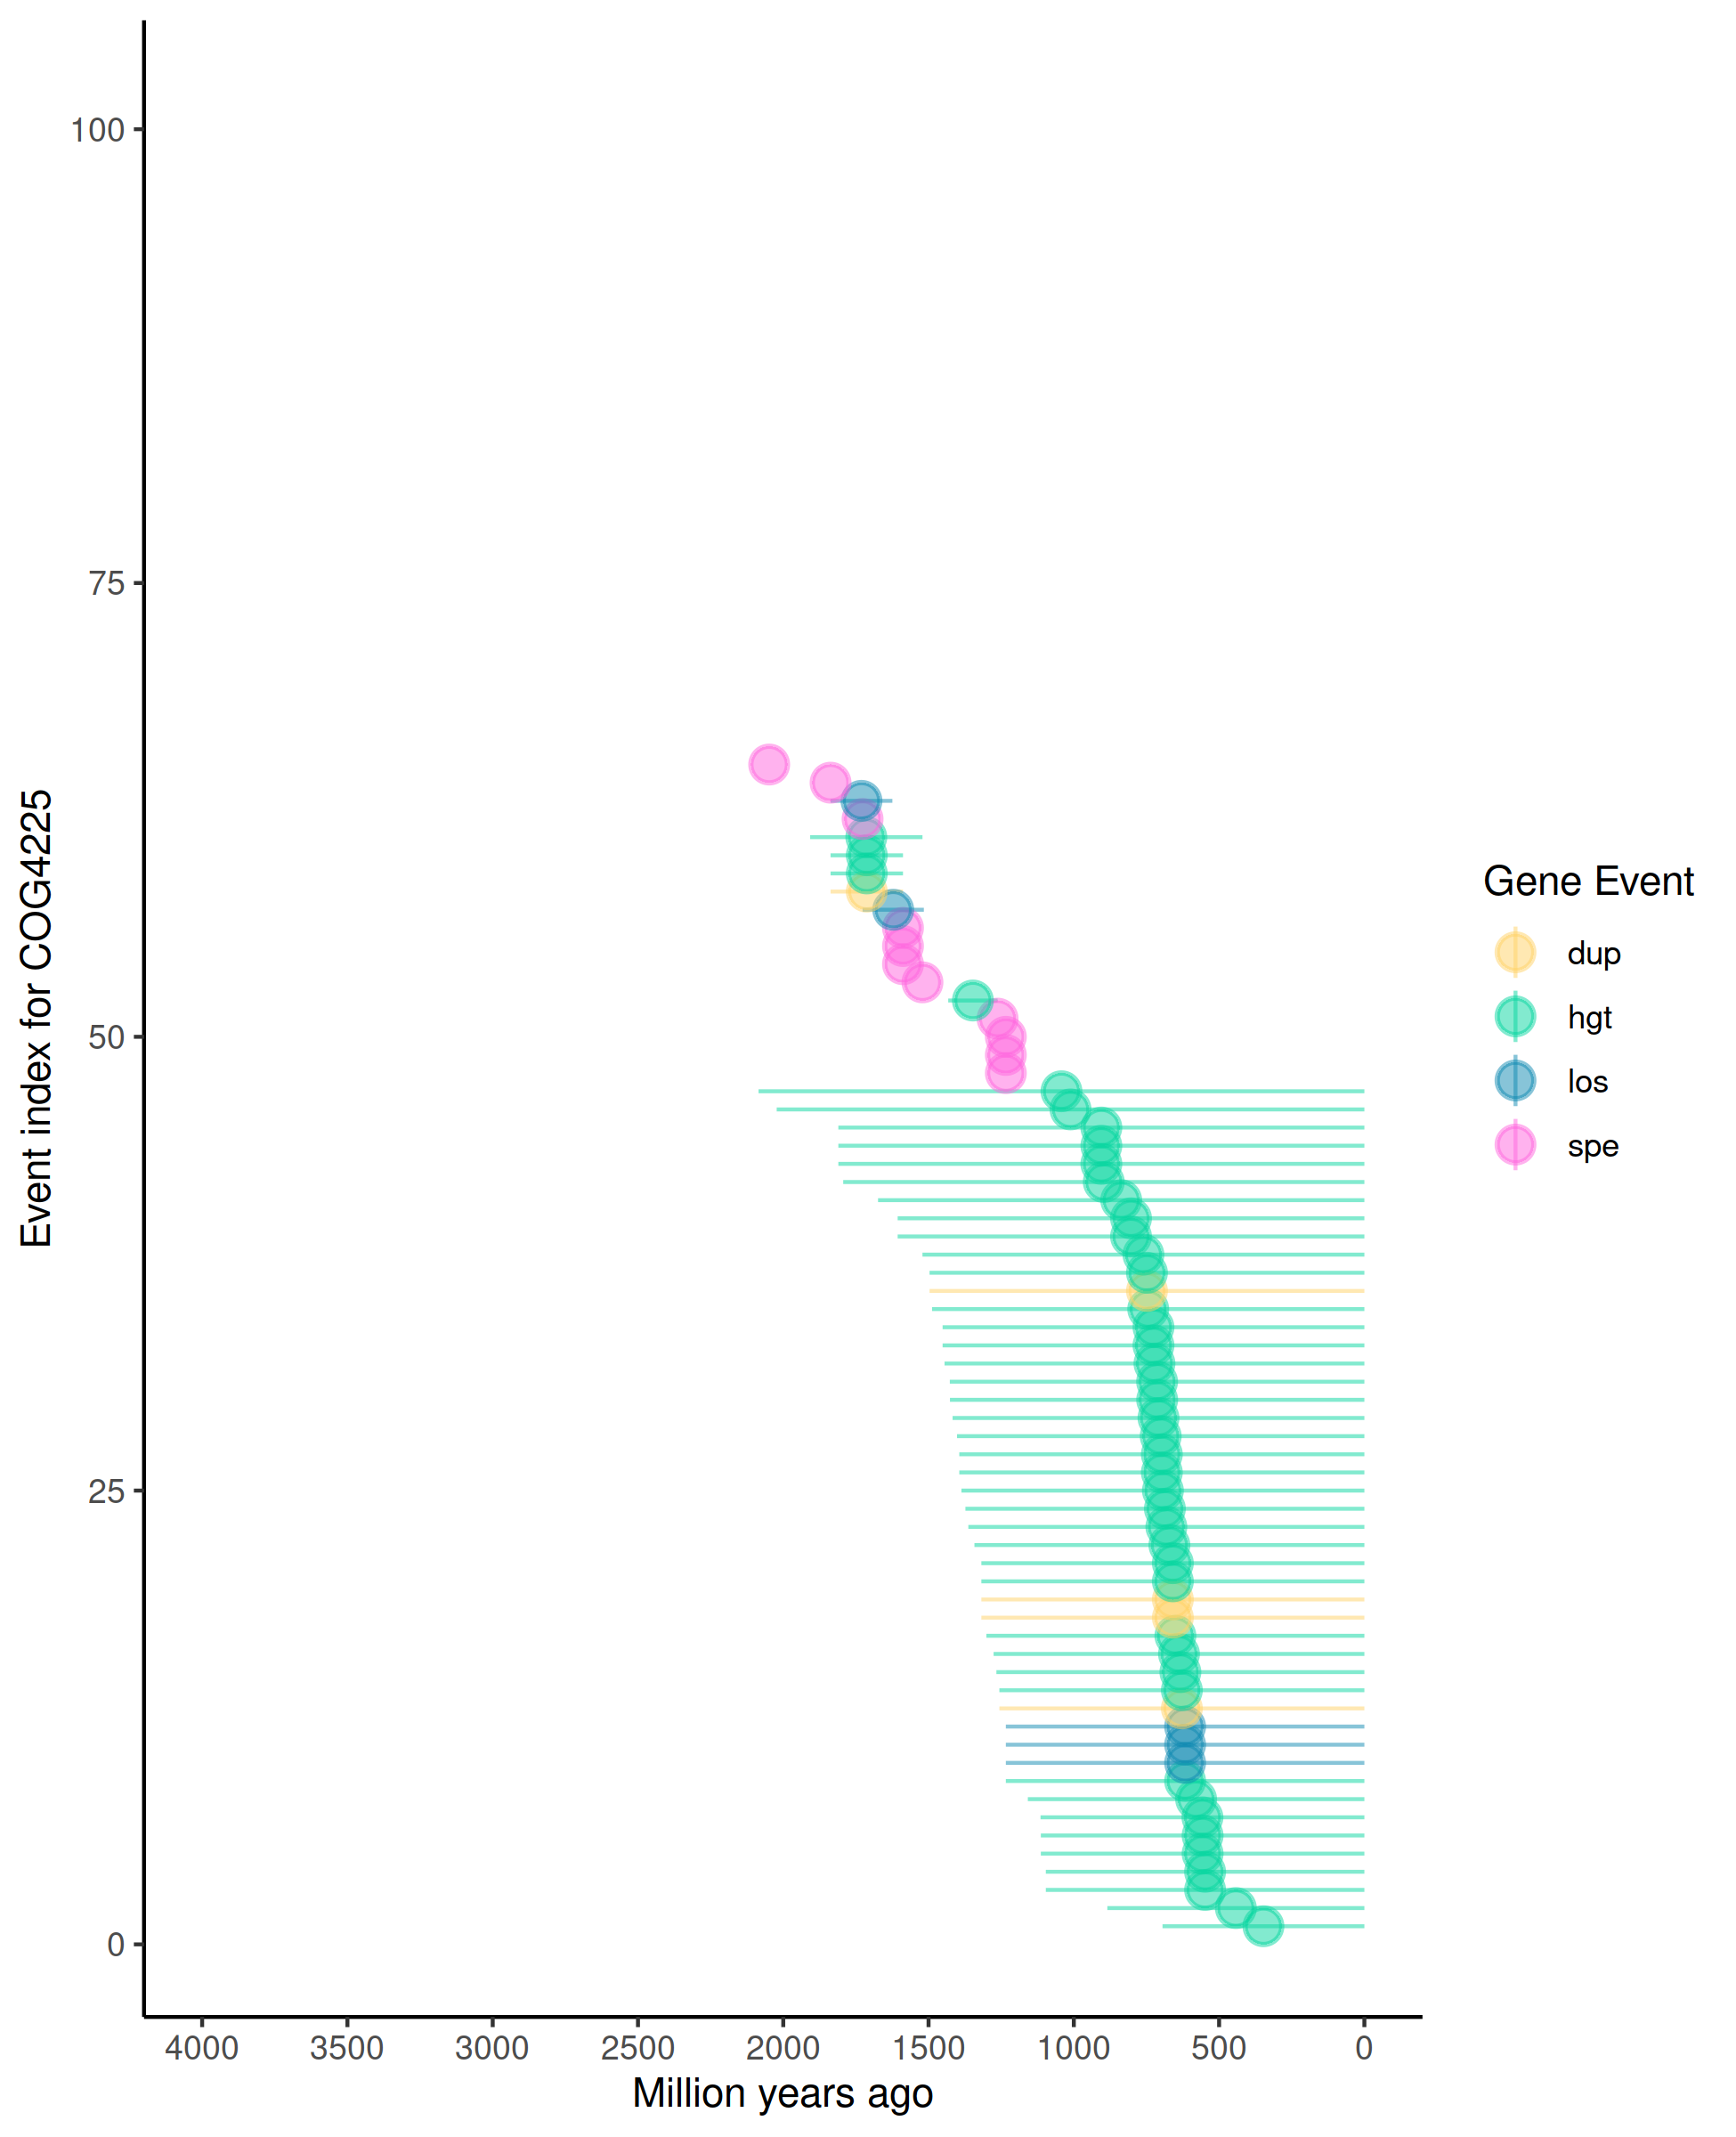 Event index for COG4225
100
75
50
25
0
4000 3500 3000 2500 2000 1500 1000 500 0
Million years ago
Gene Event
dup
hgt
los
spe